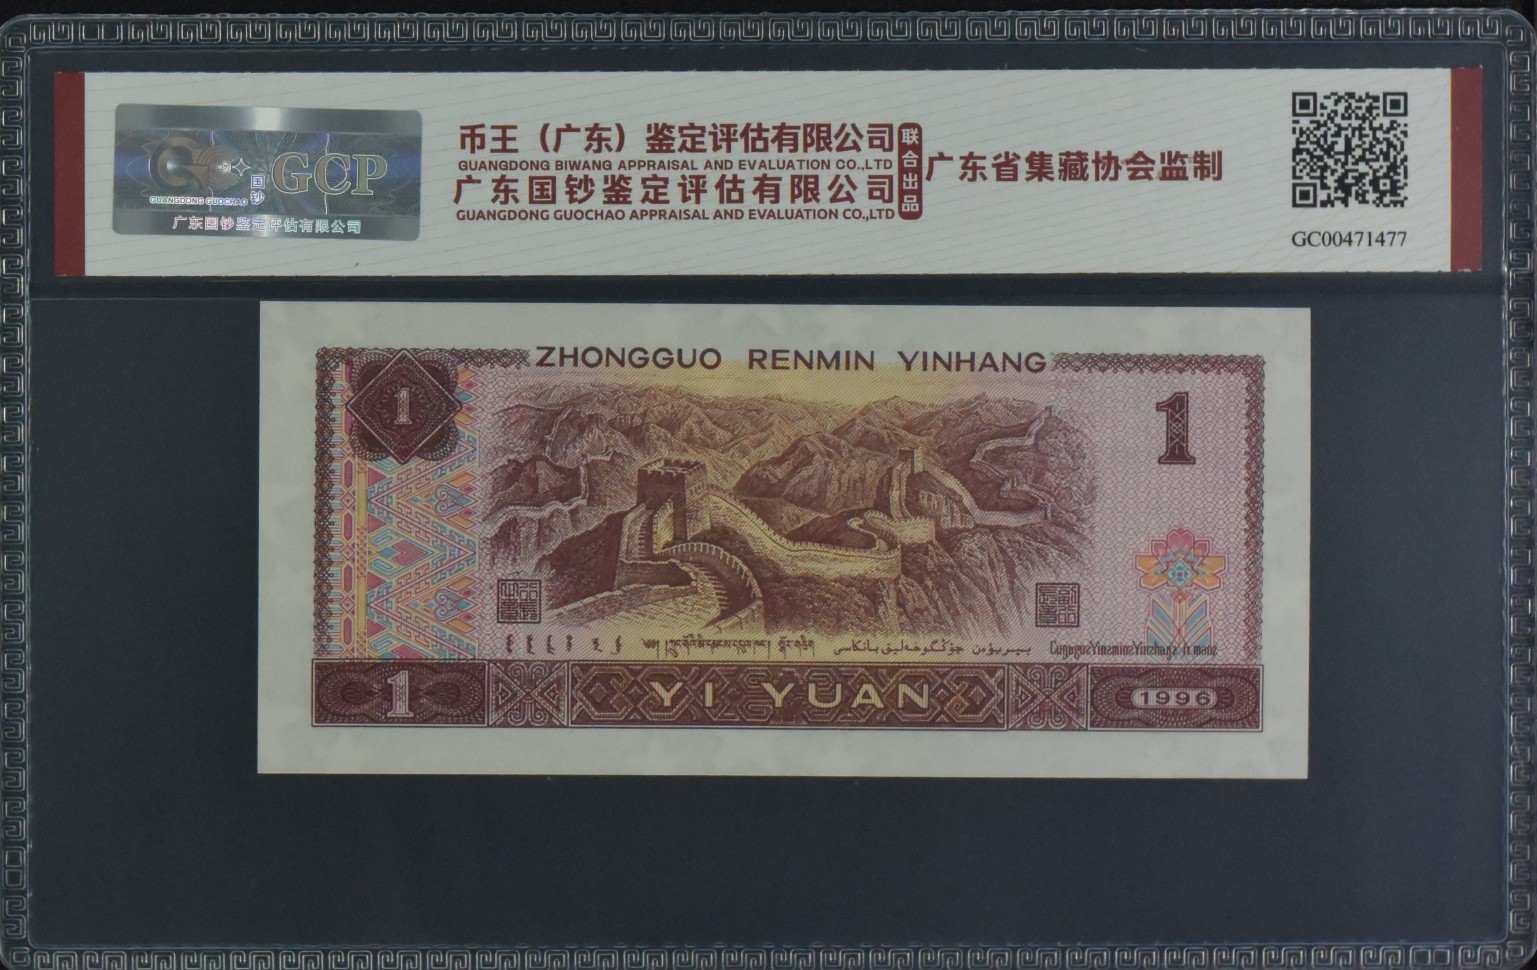 GCP
国钞
GUANGDONG GUOCHAO
广东国钞鉴定评估有限公司
币王（广东）鉴定评估有限公司
GUANGDONG BIWANG APPRAISAL AND EVALUATION CO.,LTD
广东国钞鉴定评估有限公司
GUANGDONG GUOCHAO APPRAISAL AND EVALUATION CO.,LTD
联合出品
广东省集藏协会监制
GC00471477
ZHONGGUO RENMIN YINHANG
1
1
1
YI YUAN
1996